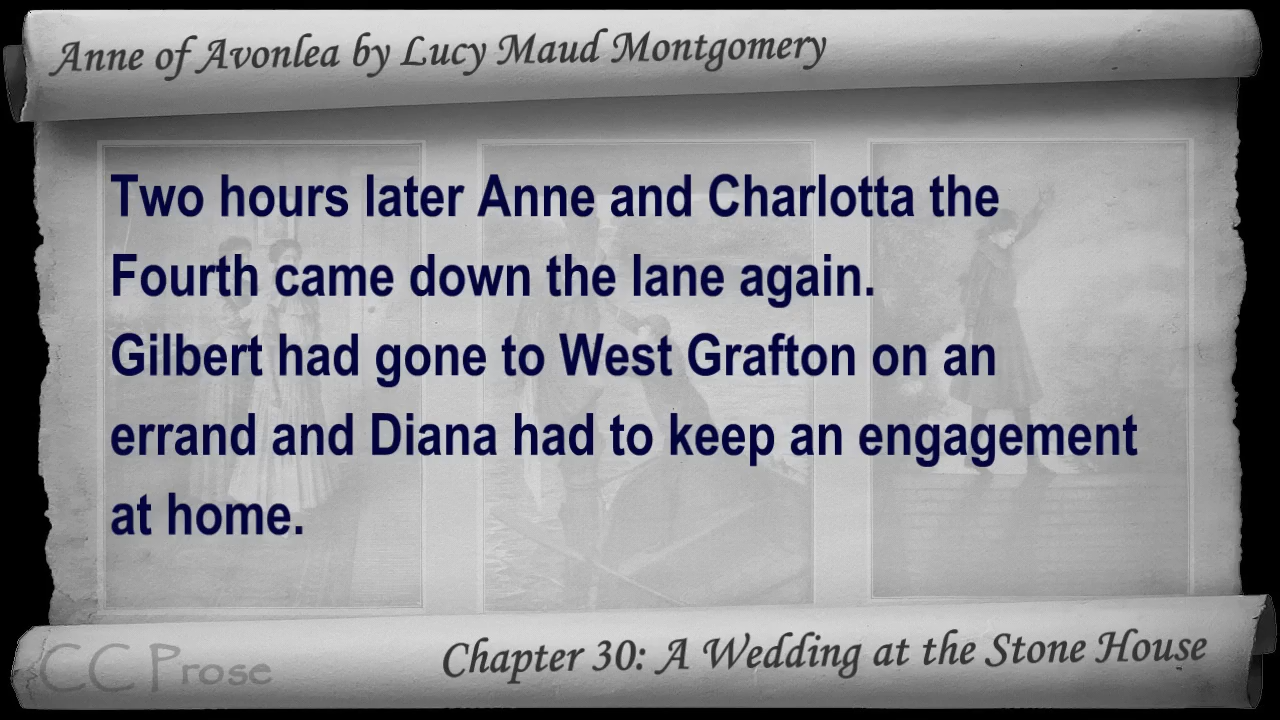 Anne of Avonlea by Lucy Maud Montgomery
Two hours later Anne and Charlotta the
Fourth came down the lane again.
Gilbert had gone to West Grafton on an
errand and Diana had to keep an engagement
at home.
CC Prose
Chapter 30: A Wedding at the Stone House